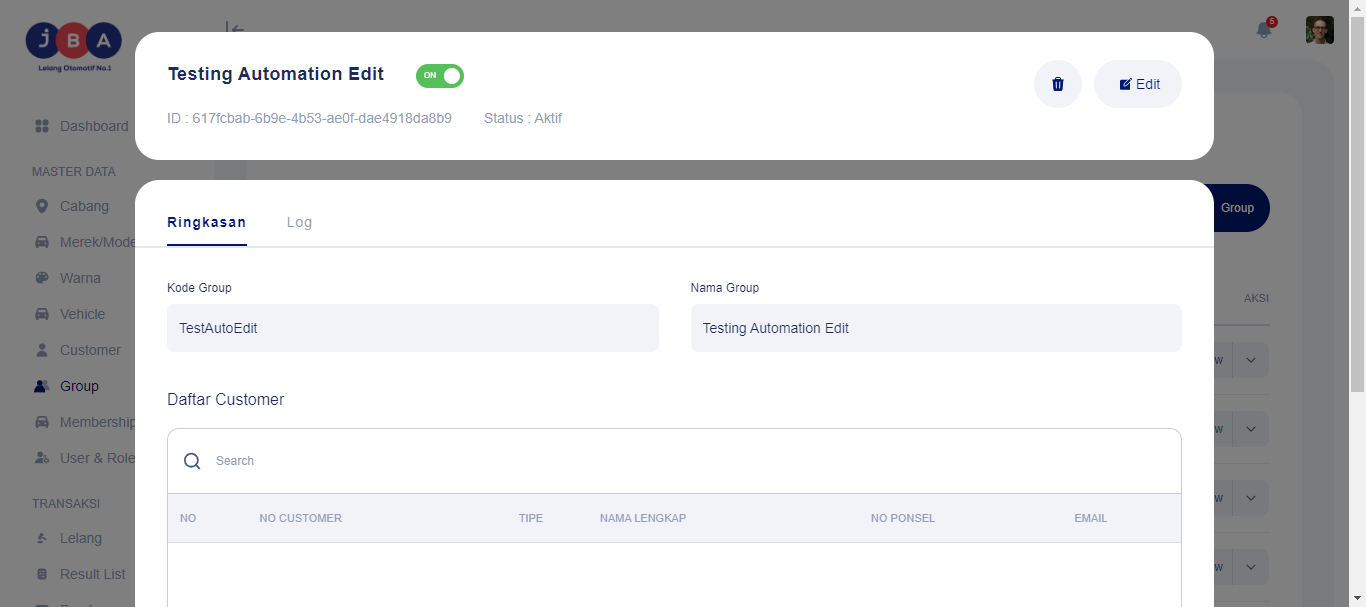 JBA
Lelang Otomotif No.1
5
Testing Automation Edit
ON
Edit
ID : 617fcbab-6b9e-4b53-ae0f-dae4918da8b9
Status : Aktif
Dashboard
MASTER DATA
Cabang
Merek/Mode
Warna
Vehicle
Customer
Group
Membership
User & Role
TRANSAKSI
Lelang
Result List
Ringkasan
Log
Group
AKSI
Kode Group
Nama Group
TestAutoEdit
Testing Automation Edit
Daftar Customer
Search
NO
NO CUSTOMER
TIPE
NAMA LENGKAP
NO PONSEL
EMAIL
w
w
w
w